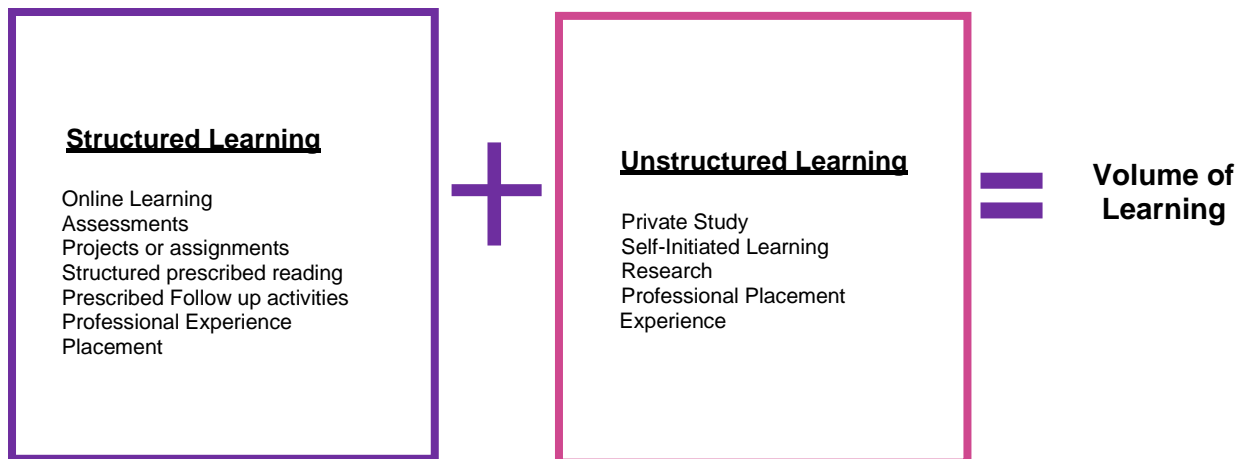 Structured Learning
Online Learning
Assessments
Projects or assignments
Structured prescribed reading
Prescribed Follow up activities
Professional Experience
Placement
Unstructured Learning
Private Study
Self-Initiated Learning
Research
Professional Placement
Experience
Volume of
Learning